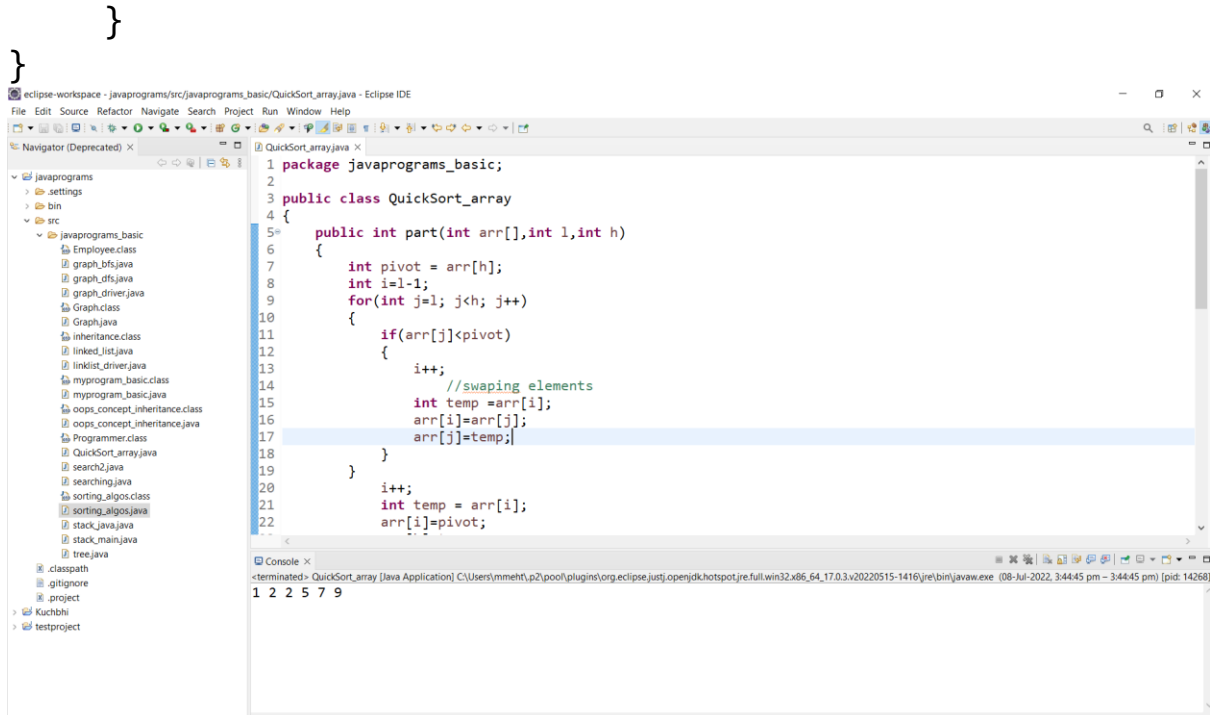 }
}
eclipse-workspace - javaprograms/src/javaprograms_basic/QuickSort_array.java - Eclipse IDE
File Edit Source Refactor Navigate Search Project Run Window Help
Navigator (Deprecated)
javaprograms
.settings
bin
src
javaprograms_basic
Employee.class
graph_bfs.java
graph_dfs.java
graph_driver.java
Graph.class
Graph.java
inheritance.class
linked_list.java
linklist_driver.java
myprogram_basic.class
myprogram_basic.java
oops_concept_inheritance.class
oops_concept_inheritance.java
Programmer.class
QuickSort_array.java
search2.java
searching.java
sorting_algos.class
sorting_algos.java
stack_java.java
stack_main.java
tree.java
.classpath
.gitignore
.project
Kuchbhi
testproject
QuickSort_array.java
1 package javaprograms_basic;
2
3 public class QuickSort_array
4 {
5 public int part(int arr[],int l,int h)
6 {
7 int pivot = arr[h];
8 int i=l-1;
9 for(int j=l; j<h; j++)
10 {
11 if(arr[j]<pivot)
12 {
13 i++;
14 //swaping elements
15 int temp =arr[i];
16 arr[i]=arr[j];
17 arr[j]=temp;
18 }
19 }
20 i++;
21 int temp = arr[i];
22 arr[i]=pivot;
Console
<terminated> QuickSort_array [Java Application] C:\Users\mmeht\.p2\pool\plugins\org.eclipse.justj.openjdk.hotspot.jre.full.win32.x86_64_17.0.3.v20220515-1416\jre\bin\javaw.exe (08-Jul-2022, 3:44:45 pm – 3:44:45 pm) [pid: 14268]
1 2 2 5 7 9